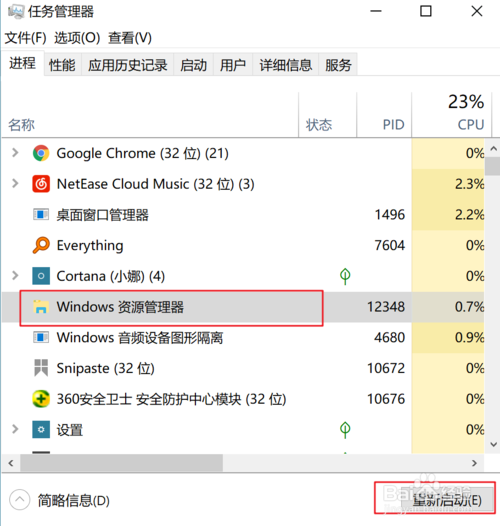 任务管理器
文件(F) 选项(O) 查看(V)
进程 性能 应用历史记录 启动 用户 详细信息 服务
23%
名称 状态 PID CPU
Google Chrome (32 位) (21) 0%
NetEase Cloud Music (32 位) (3) 2.3%
桌面窗口管理器 1496 2.2%
Everything 7604 0%
Cortana (小娜) (4) 0%
Windows 资源管理器 12348 0.7%
Windows 音频设备图形隔离 4680 0.9%
Snipaste (32 位) 10672 0%
360安全卫士 安全防护中心模块 (32 位) 10676 0%
设置 0%
简略信息(D) 重新启动(E)